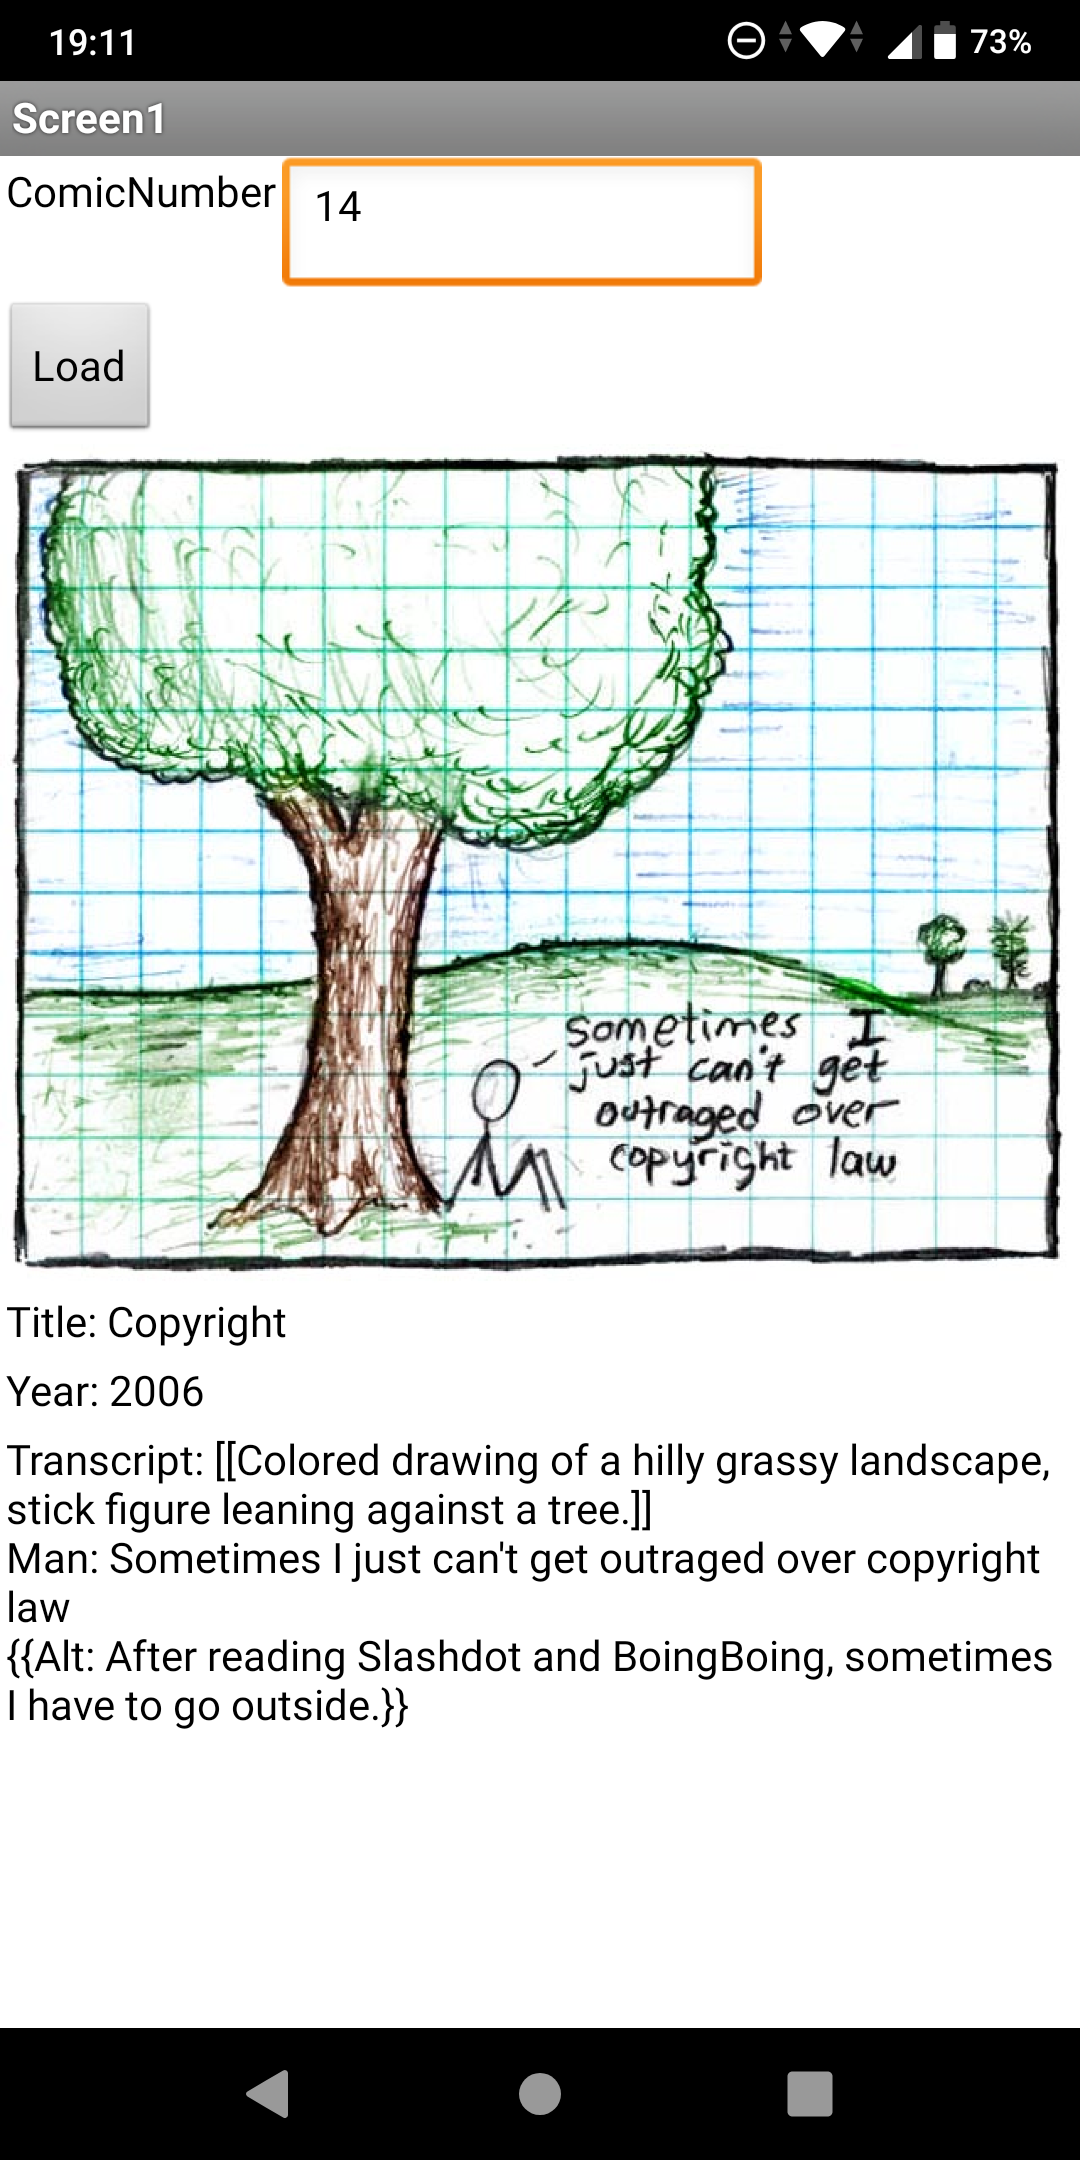 19:11
73%
Screen1
ComicNumber
14
Load
Sometimes I
just can't get
outraged over
copyright law
Title: Copyright
Year: 2006
Transcript: [[Colored drawing of a hilly grassy landscape,
stick figure leaning against a tree.]]
Man: Sometimes I just can't get outraged over copyright
law
{{Alt: After reading Slashdot and BoingBoing, sometimes
I have to go outside.}}